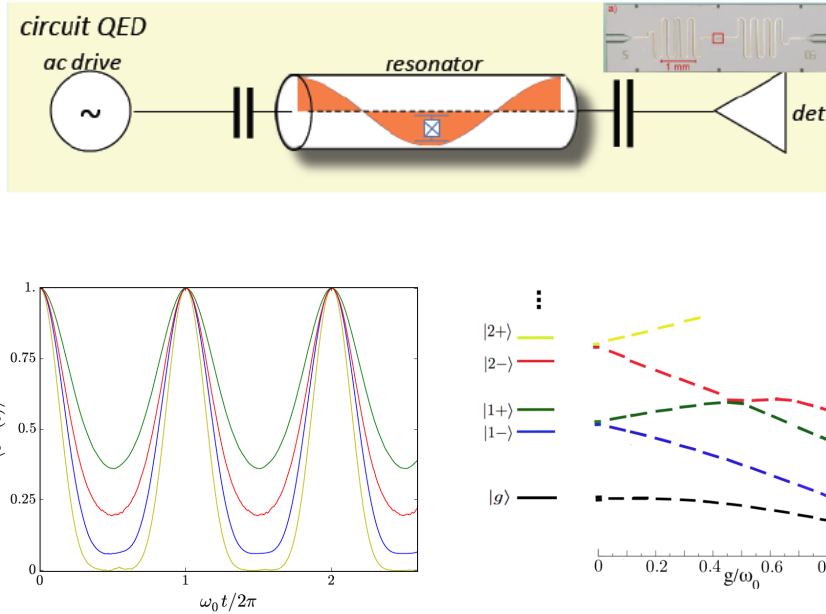 circuit QED
a)
1 mm
ac drive
resonator
~
det
1.
0.75
0.5
0.25
0
0
1
2
ω₀t/2π
|2+⟩
|2−⟩
|1+⟩
|1−⟩
|g⟩
0
0.2
0.4
0.6
g/ω₀